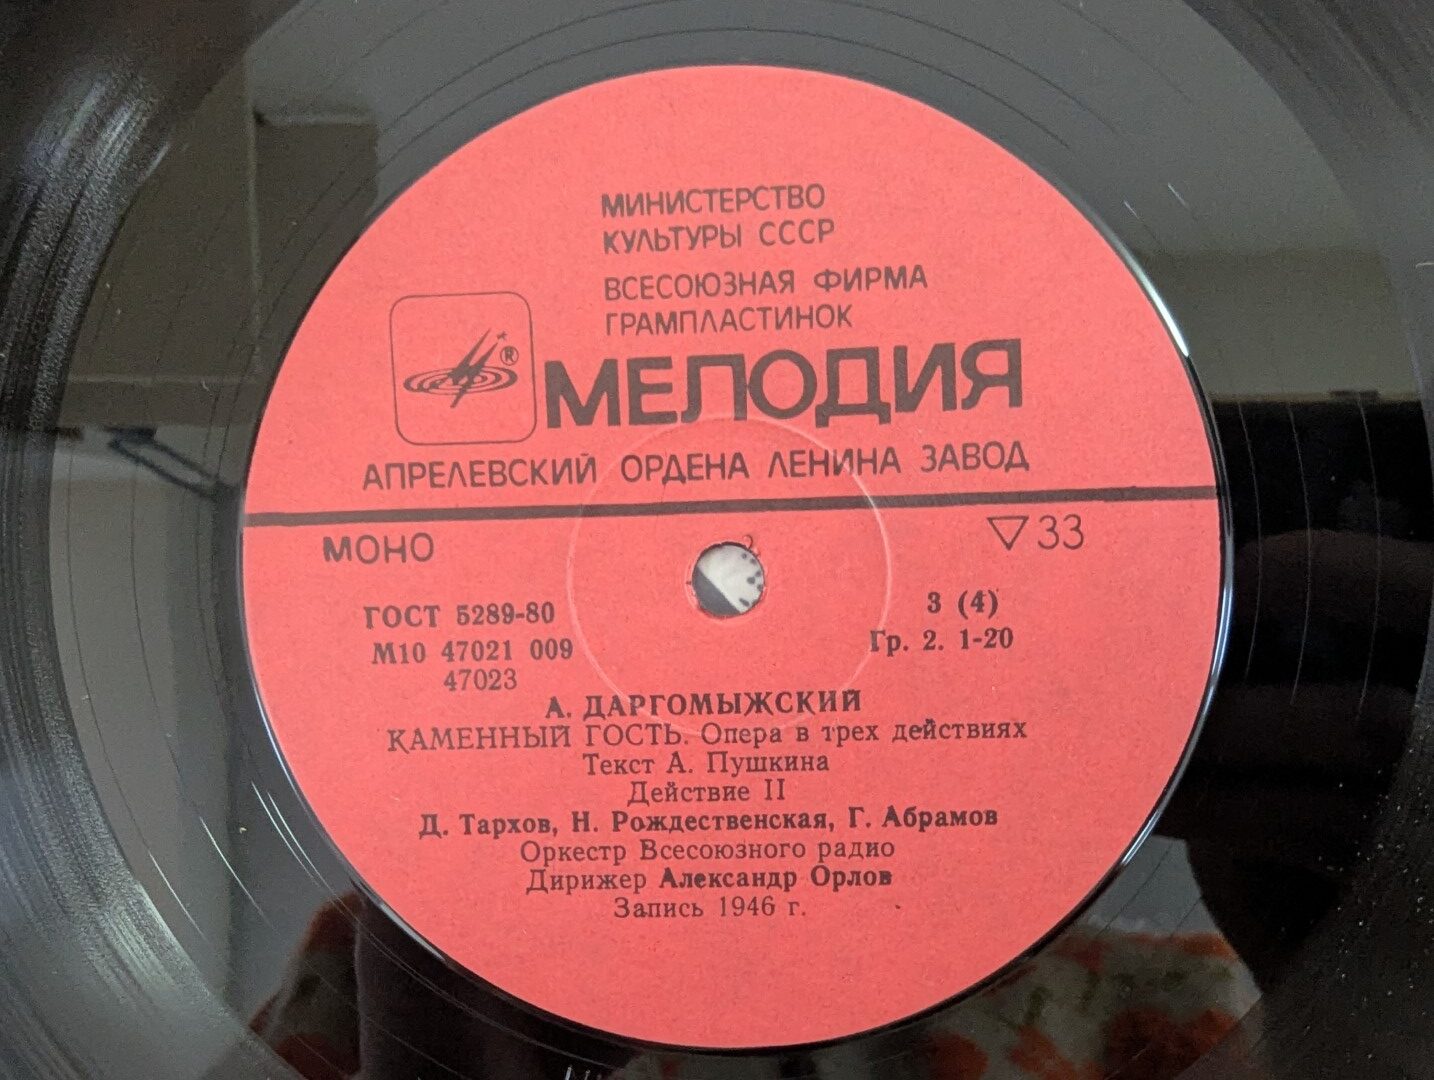 МИНИСТЕРСТВО
КУЛЬТУРЫ СССР
ВСЕСОЮЗНАЯ ФИРМА
ГРАМПЛАСТИНОК
®
МЕЛОДИЯ
АПРЕЛЕВСКИЙ ОРДЕНА ЛЕНИНА ЗАВОД
МОНО
▽33
ГОСТ 5289-80
3 (4)
М10 47021 009
Гр. 2. 1-20
47023
А. ДАРГОМЫЖСКИЙ
КАМЕННЫЙ ГОСТЬ. Опера в трех действиях
Текст А. Пушкина
Действие II
Д. Тархов, Н. Рождественская, Г. Абрамов
Оркестр Всесоюзного радио
Дирижер Александр Орлов
Запись 1946 г.